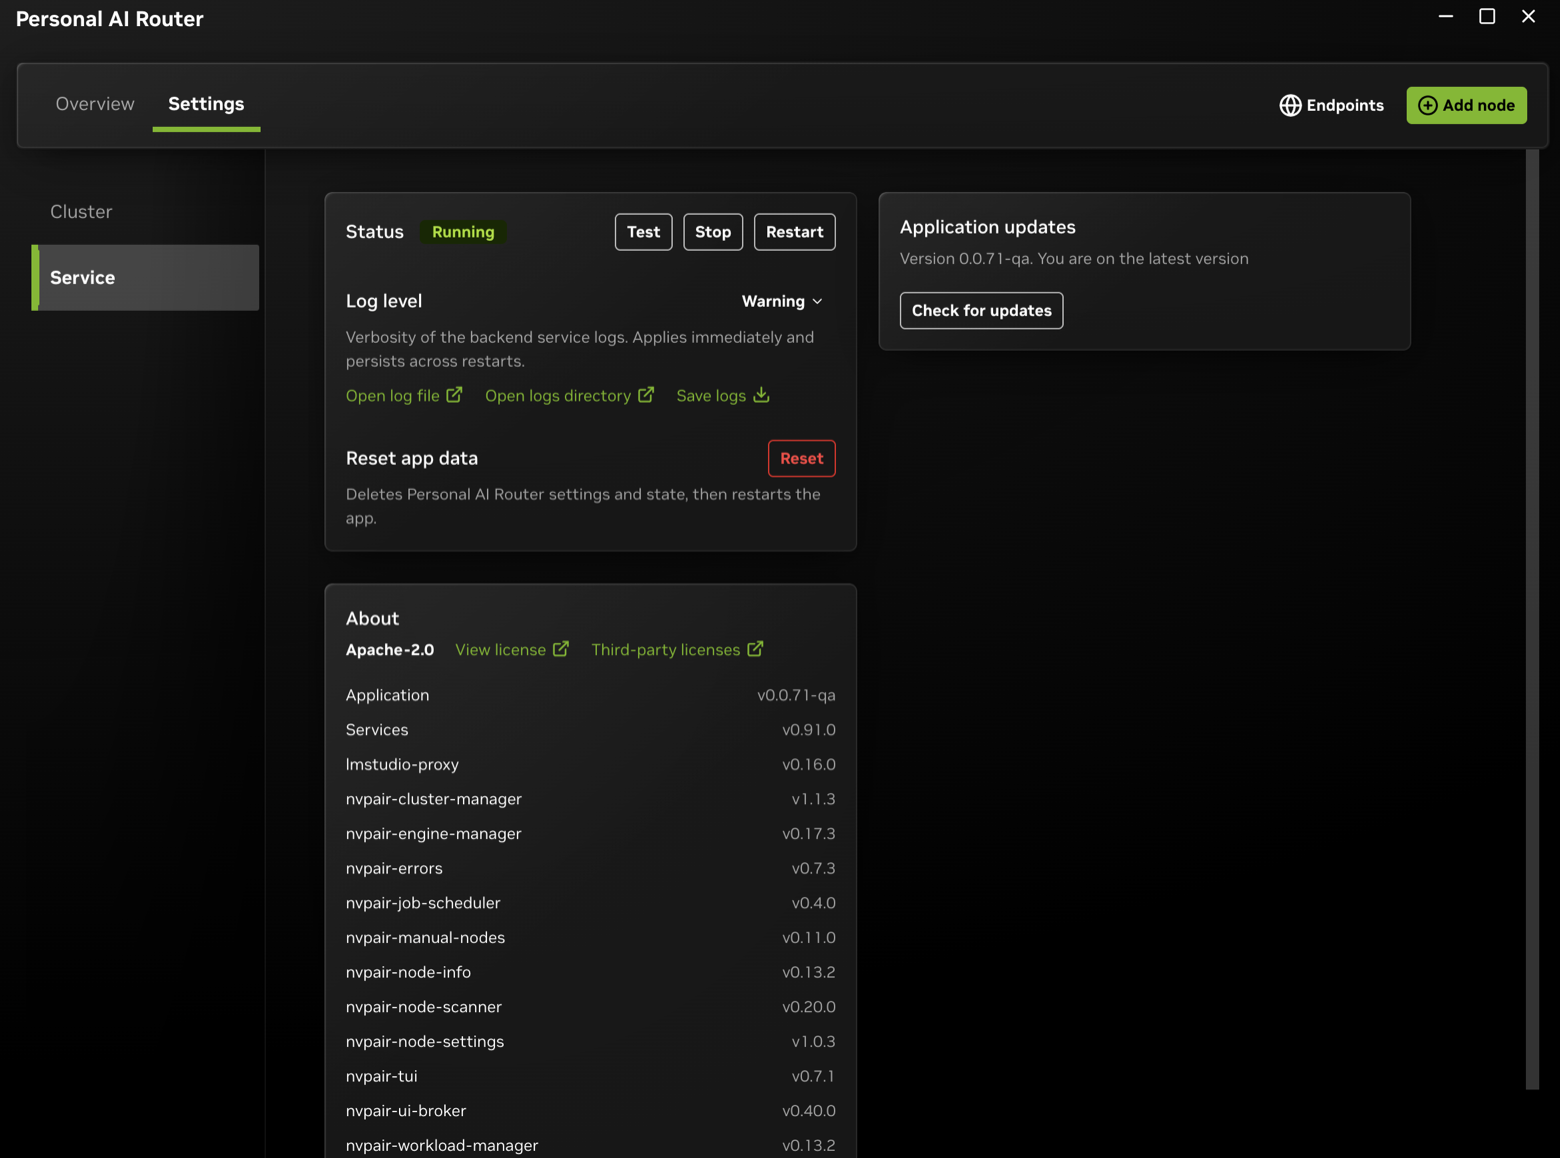 Personal AI Router
Overview
Settings
Endpoints
Add node
Cluster
Service
Status
Running
Test
Stop
Restart
Log level
Warning
Verbosity of the backend service logs. Applies immediately and
persists across restarts.
Open log file
Open logs directory
Save logs
Reset app data
Reset
Deletes Personal AI Router settings and state, then restarts the
app.
Application updates
Version 0.0.71-qa. You are on the latest version
Check for updates
About
Apache-2.0
View license
Third-party licenses
Application v0.0.71-qa
Services v0.91.0
lmstudio-proxy v0.16.0
nvpair-cluster-manager v1.1.3
nvpair-engine-manager v0.17.3
nvpair-errors v0.7.3
nvpair-job-scheduler v0.4.0
nvpair-manual-nodes v0.11.0
nvpair-node-info v0.13.2
nvpair-node-scanner v0.20.0
nvpair-node-settings v1.0.3
nvpair-tui v0.7.1
nvpair-ui-broker v0.40.0
nvpair-workload-manager v0.13.2